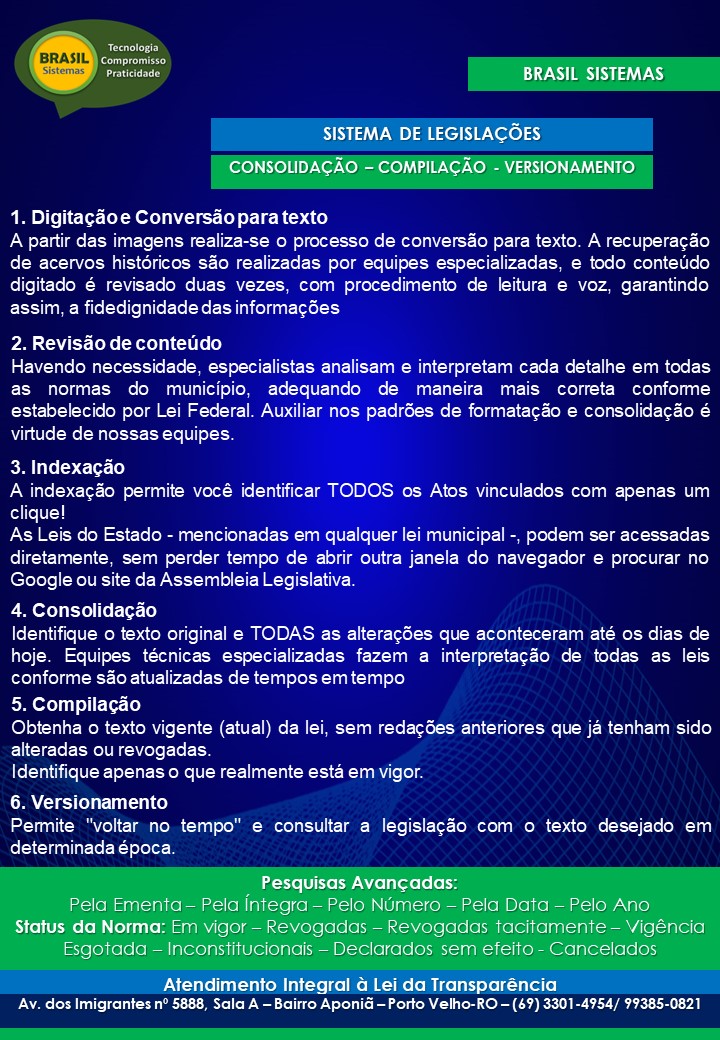 BRASIL
Sistemas
Tecnologia
Compromisso
Praticidade
BRASIL SISTEMAS
SISTEMA DE LEGISLAÇÕES
CONSOLIDAÇÃO – COMPILAÇÃO - VERSIONAMENTO
1. Digitação e Conversão para texto
A partir das imagens realiza-se o processo de conversão para texto. A recuperação
de acervos históricos são realizadas por equipes especializadas, e todo conteúdo
digitado é revisado duas vezes, com procedimento de leitura e voz, garantindo
assim, a fidedignidade das informações
2. Revisão de conteúdo
Havendo necessidade, especialistas analisam e interpretam cada detalhe em todas
as normas do município, adequando de maneira mais correta conforme
estabelecido por Lei Federal. Auxiliar nos padrões de formatação e consolidação é
virtude de nossas equipes.
3. Indexação
A indexação permite você identificar TODOS os Atos vinculados com apenas um
clique!
As Leis do Estado - mencionadas em qualquer lei municipal -, podem ser acessadas
diretamente, sem perder tempo de abrir outra janela do navegador e procurar no
Google ou site da Assembleia Legislativa.
4. Consolidação
Identifique o texto original e TODAS as alterações que aconteceram até os dias de
hoje. Equipes técnicas especializadas fazem a interpretação de todas as leis
conforme são atualizadas de tempos em tempo
5. Compilação
Obtenha o texto vigente (atual) da lei, sem redações anteriores que já tenham sido
alteradas ou revogadas.
Identifique apenas o que realmente está em vigor.
6. Versionamento
Permite "voltar no tempo" e consultar a legislação com o texto desejado em
determinada época.
Pesquisas Avançadas:
Pela Ementa – Pela Íntegra – Pelo Número – Pela Data – Pelo Ano
Status da Norma: Em vigor – Revogadas – Revogadas tacitamente – Vigência
Esgotada – Inconstitucionais – Declarados sem efeito - Cancelados
Atendimento Integral à Lei da Transparência
Av. dos Imigrantes nº 5888, Sala A – Bairro Aponiã – Porto Velho-RO – (69) 3301-4954/ 99385-0821